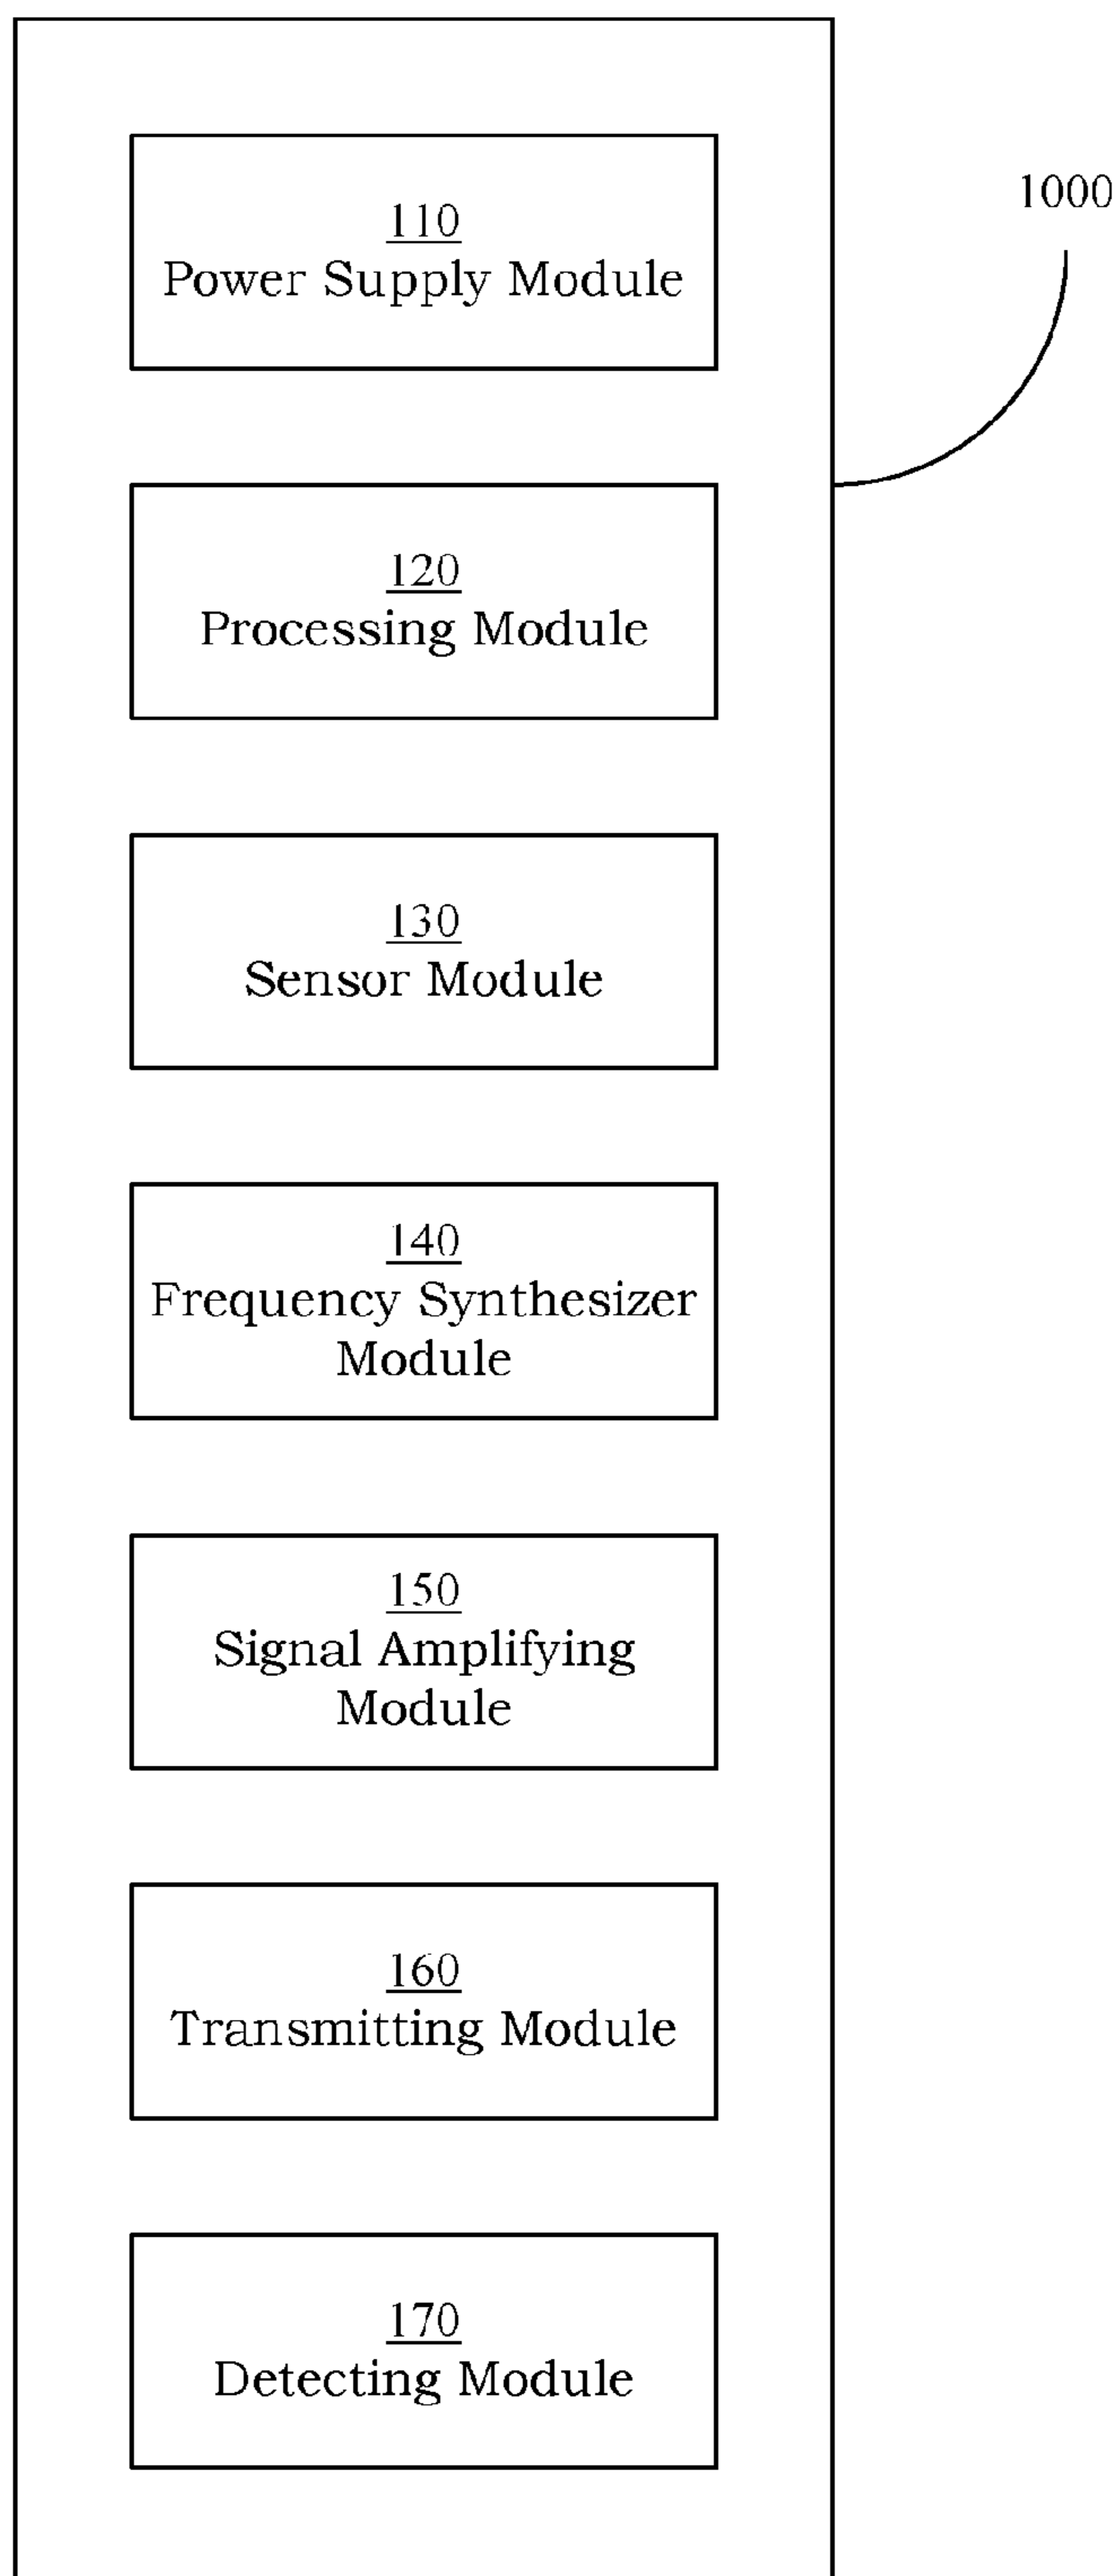 1000
110
Power Supply Module
120
Processing Module
130
Sensor Module
140
Frequency Synthesizer
Module
150
Signal Amplifying
Module
160
Transmitting Module
170
Detecting Module